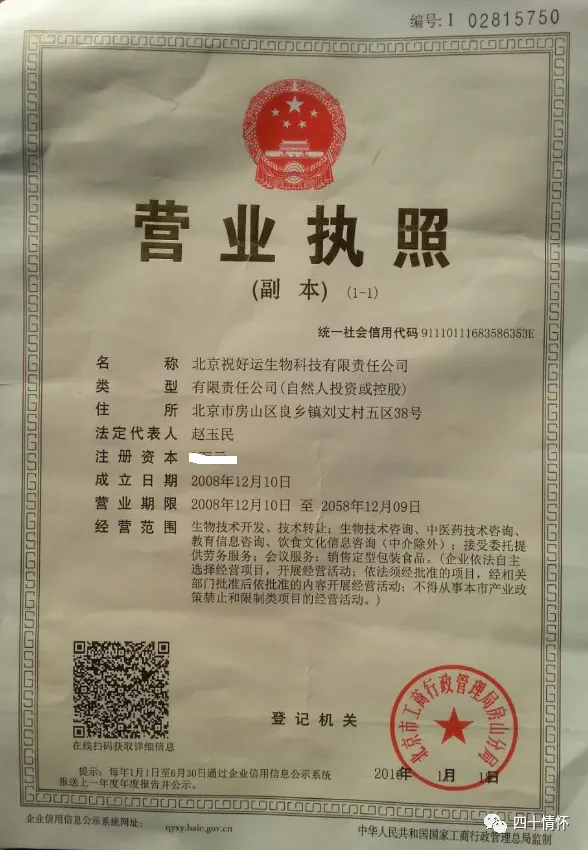 编号:1 02815750
营业执照
(副 本) (1-1)
统一社会信用代码 91110111683586353E
名 称 北京祝好运生物科技有限责任公司
类 型 有限责任公司(自然人投资或控股)
住 所 北京市房山区良乡镇刘丈村五区38号
法定代表人 赵玉民
注册资本
成立日期 2008年12月10日
营业期限 2008年12月10日 至 2058年12月09日
经营范围 生物技术开发、技术转让；生物技术咨询、中医药技术咨询、
教育信息咨询、饮食文化信息咨询（中介除外）；接受委托提
供劳务服务；会议服务；销售定型包装食品。(企业依法自主
选择经营项目，开展经营活动；依法须经批准的项目，经相关
部门批准后依批准的内容开展经营活动；不得从事本市产业政
策禁止和限制类项目的经营活动。)
在线扫码获取详细信息
登记机关
北京市工商行政管理局房山分局
2016年 1月 18日
提示：每年1月1日至6月30日通过企业信用信息公示系统
报送上一年度年度报告并公示。
企业信用信息公示系统网址： qyxy.baic.gov.cn
中华人民共和国国家工商行政管理总局监制
四十情怀